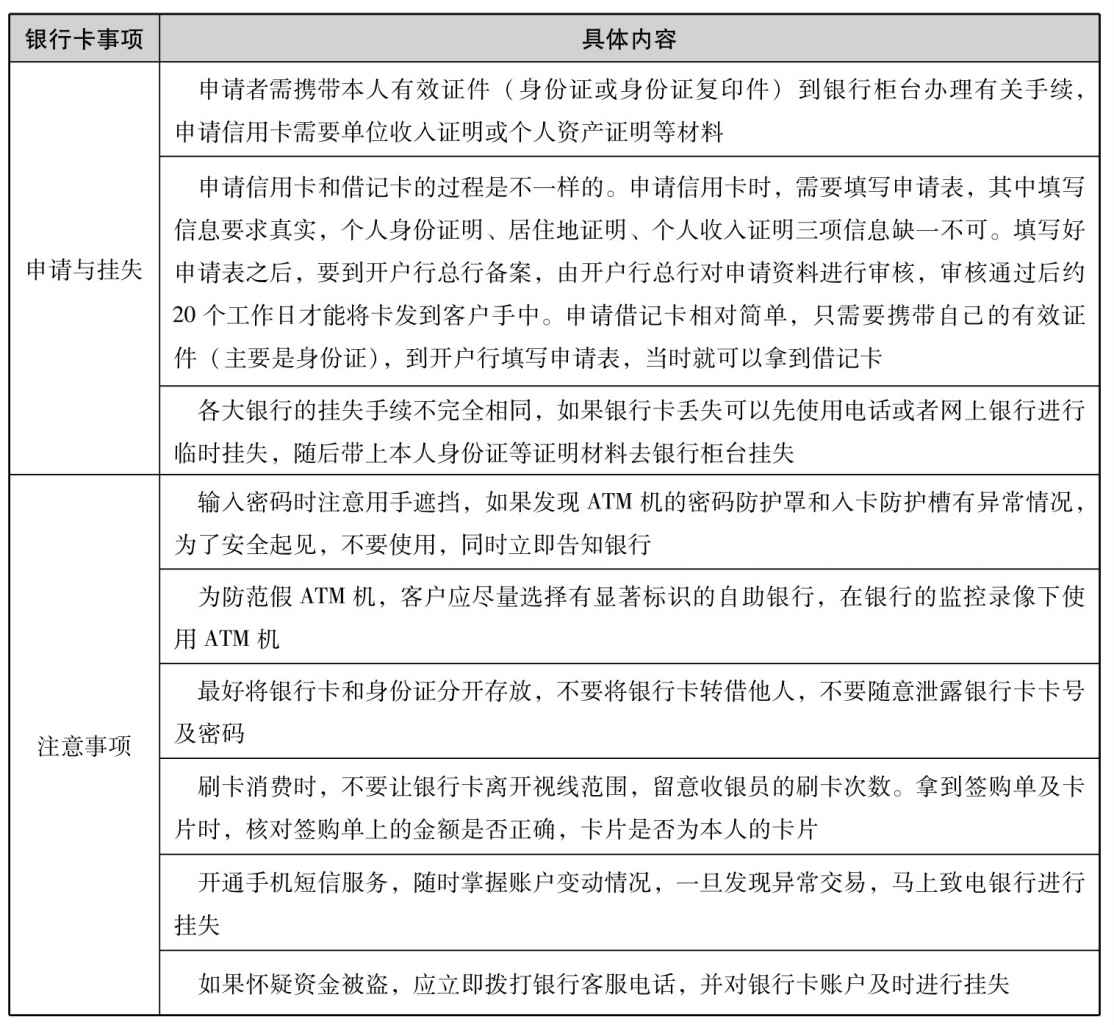 银行卡事项 具体内容
申请者需携带本人有效证件（身份证或身份证复印件）到银行柜台办理有关手续，
申请信用卡需要单位收入证明或个人资产证明等材料
申请信用卡和借记卡的过程是不一样的。申请信用卡时，需要填写申请表，其中填写
信息要求真实，个人身份证明、居住地证明、个人收入证明三项信息缺一不可。填写好
申请与挂失
申请表之后，要到开户行总行备案，由开户行总行对申请资料进行审核，审核通过后约
20 个工作日才能将卡发到客户手中。申请借记卡相对简单，只需要携带自己的有效证
件（主要是身份证），到开户行填写申请表，当时就可以拿到借记卡
各大银行的挂失手续不完全相同，如果银行卡丢失可以先使用电话或者网上银行进行
临时挂失，随后带上本人身份证等证明材料去银行柜台挂失
输入密码时注意用手遮挡，如果发现 ATM 机的密码防护罩和入卡防护槽有异常情况，
为了安全起见，不要使用，同时立即告知银行
为防范假 ATM 机，客户应尽量选择有显著标识的自助银行，在银行的监控录像下使
用 ATM 机
最好将银行卡和身份证分开存放，不要将银行卡转借他人，不要随意泄露银行卡卡号
及密码
注意事项
刷卡消费时，不要让银行卡离开视线范围，留意收银员的刷卡次数。拿到签购单及卡
片时，核对签购单上的金额是否正确，卡片是否为本人的卡片
开通手机短信服务，随时掌握账户变动情况，一旦发现异常交易，马上致电银行进行
挂失
如果怀疑资金被盗，应立即拨打银行客服电话，并对银行卡账户及时进行挂失